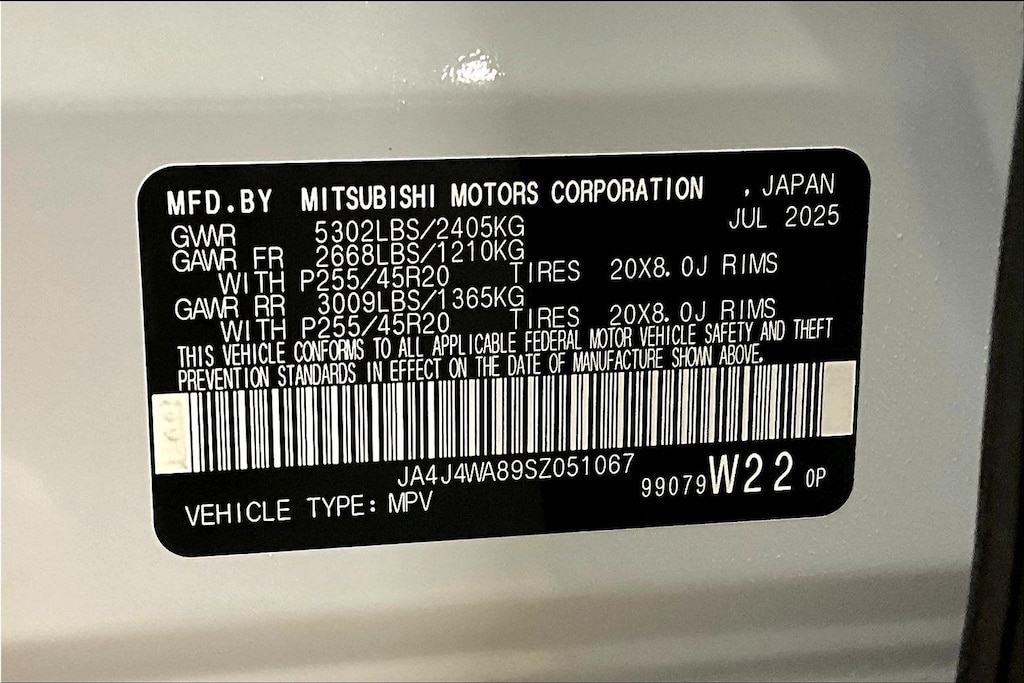 MFD.BY MITSUBISHI MOTORS CORPORATION , JAPAN
JUL 2025
GVWR 5302LBS/2405KG
GAWR FR 2668LBS/1210KG
WITH P255/45R20 TIRES 20X8.0J RIMS
GAWR RR 3009LBS/1365KG
WITH P255/45R20 TIRES 20X8.0J RIMS
THIS VEHICLE CONFORMS TO ALL APPLICABLE FEDERAL MOTOR VEHICLE SAFETY AND THEFT
PREVENTION STANDARDS IN EFFECT ON THE DATE OF MANUFACTURE SHOWN ABOVE.
JA4J4WA89SZ051067
99079W22 0P
VEHICLE TYPE: MPV